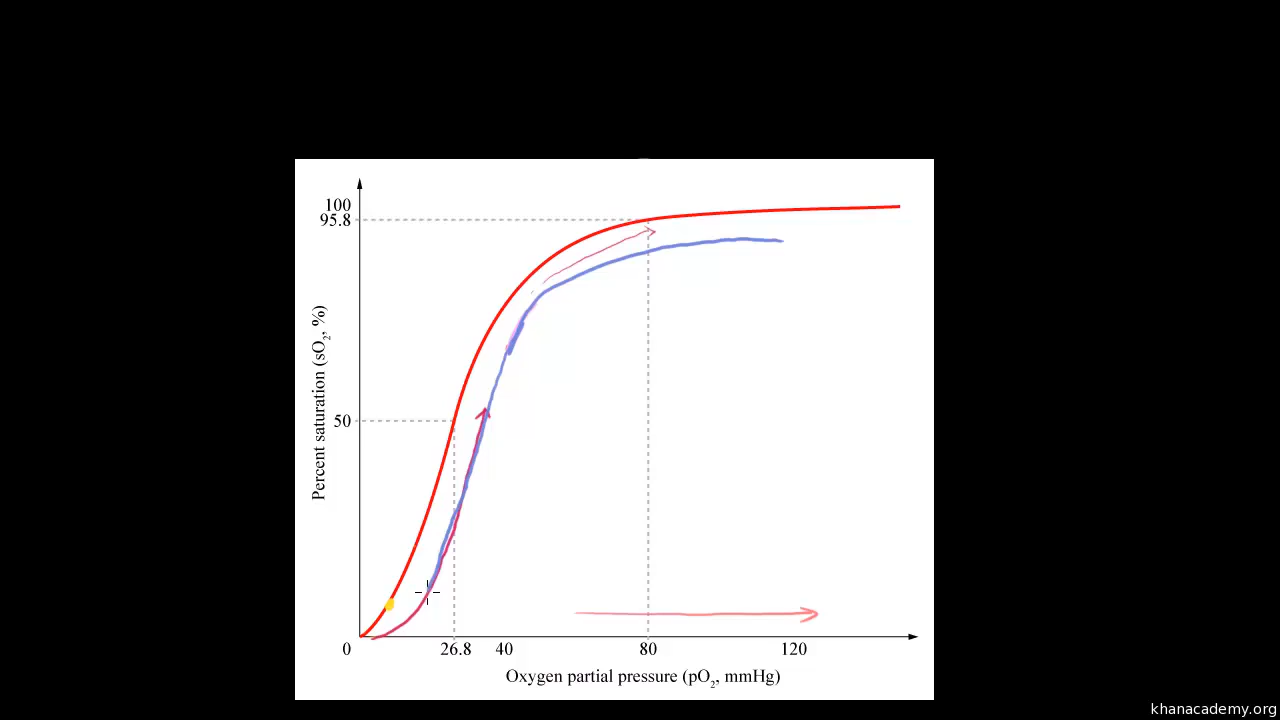 100
95.8
50
Percent saturation (sO₂, %)
0
26.8
40
80
120
Oxygen partial pressure (pO₂, mmHg)
khanacademy.org